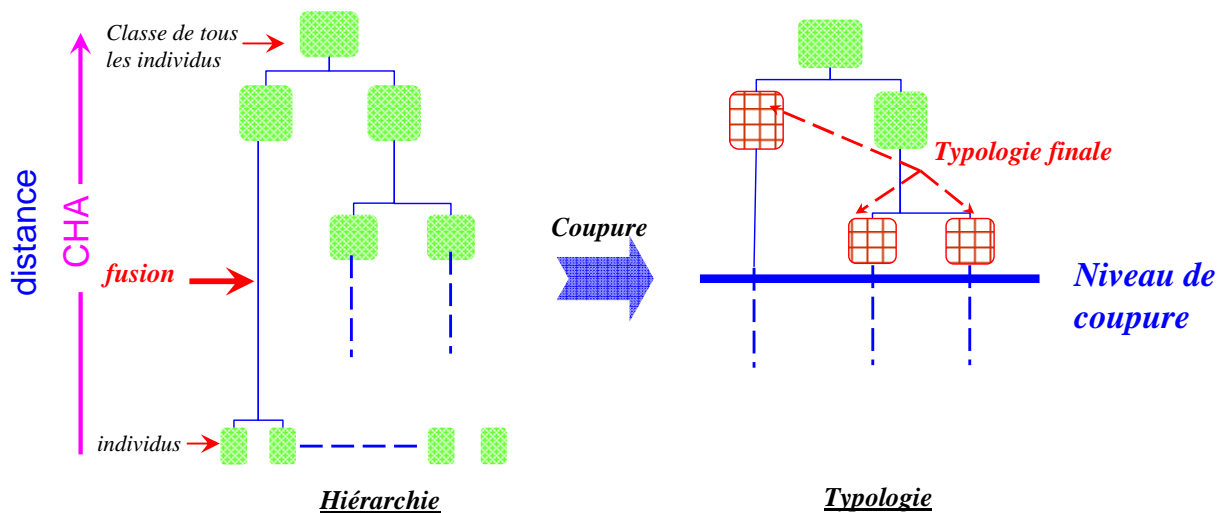 Classe de tous
les individus
distance
CHA
fusion
individus
Hiérarchie
Coupure
Typologie finale
Niveau de
coupure
Typologie